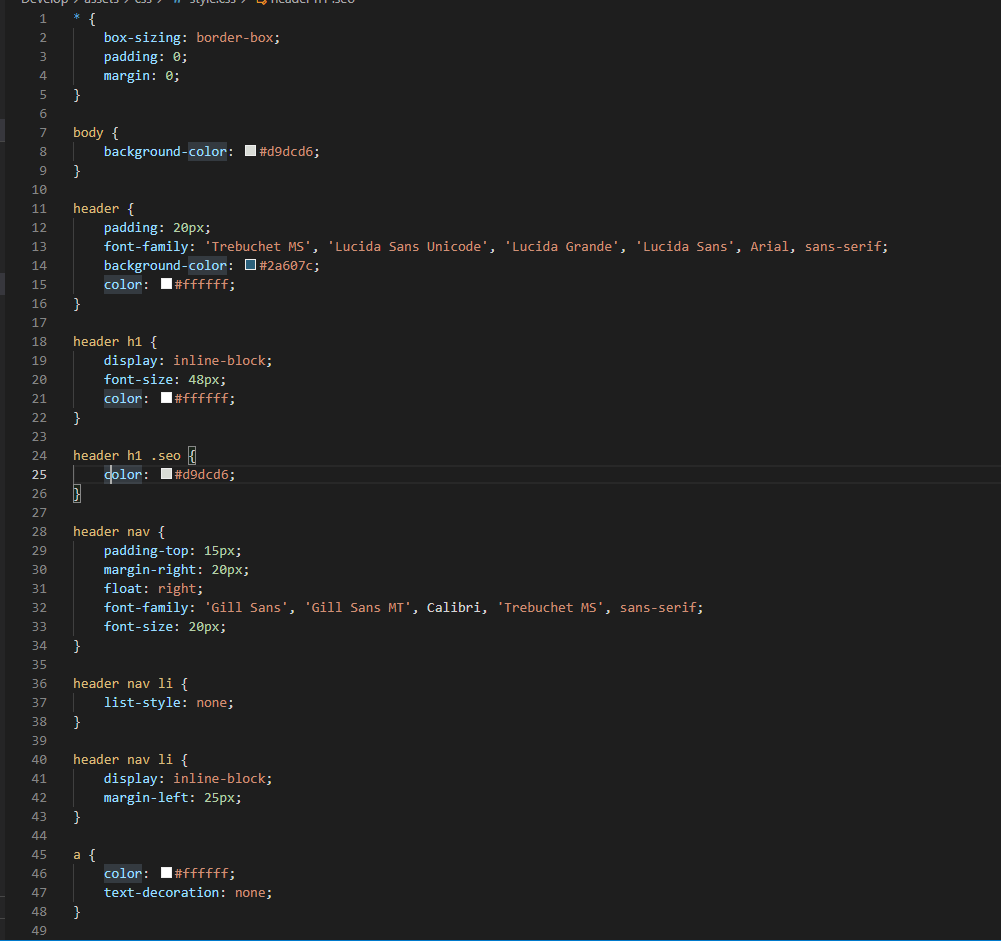 Develop > assets > css > # style.css > header h1 .seo
1 * {
2 box-sizing: border-box;
3 padding: 0;
4 margin: 0;
5 }
6
7 body {
8 background-color: #d9dcd6;
9 }
10
11 header {
12 padding: 20px;
13 font-family: 'Trebuchet MS', 'Lucida Sans Unicode', 'Lucida Grande', 'Lucida Sans', Arial, sans-serif;
14 background-color: #2a607c;
15 color: #ffffff;
16 }
17
18 header h1 {
19 display: inline-block;
20 font-size: 48px;
21 color: #ffffff;
22 }
23
24 header h1 .seo {
25 color: #d9dcd6;
26 }
27
28 header nav {
29 padding-top: 15px;
30 margin-right: 20px;
31 float: right;
32 font-family: 'Gill Sans', 'Gill Sans MT', Calibri, 'Trebuchet MS', sans-serif;
33 font-size: 20px;
34 }
35
36 header nav li {
37 list-style: none;
38 }
39
40 header nav li {
41 display: inline-block;
42 margin-left: 25px;
43 }
44
45 a {
46 color: #ffffff;
47 text-decoration: none;
48 }
49